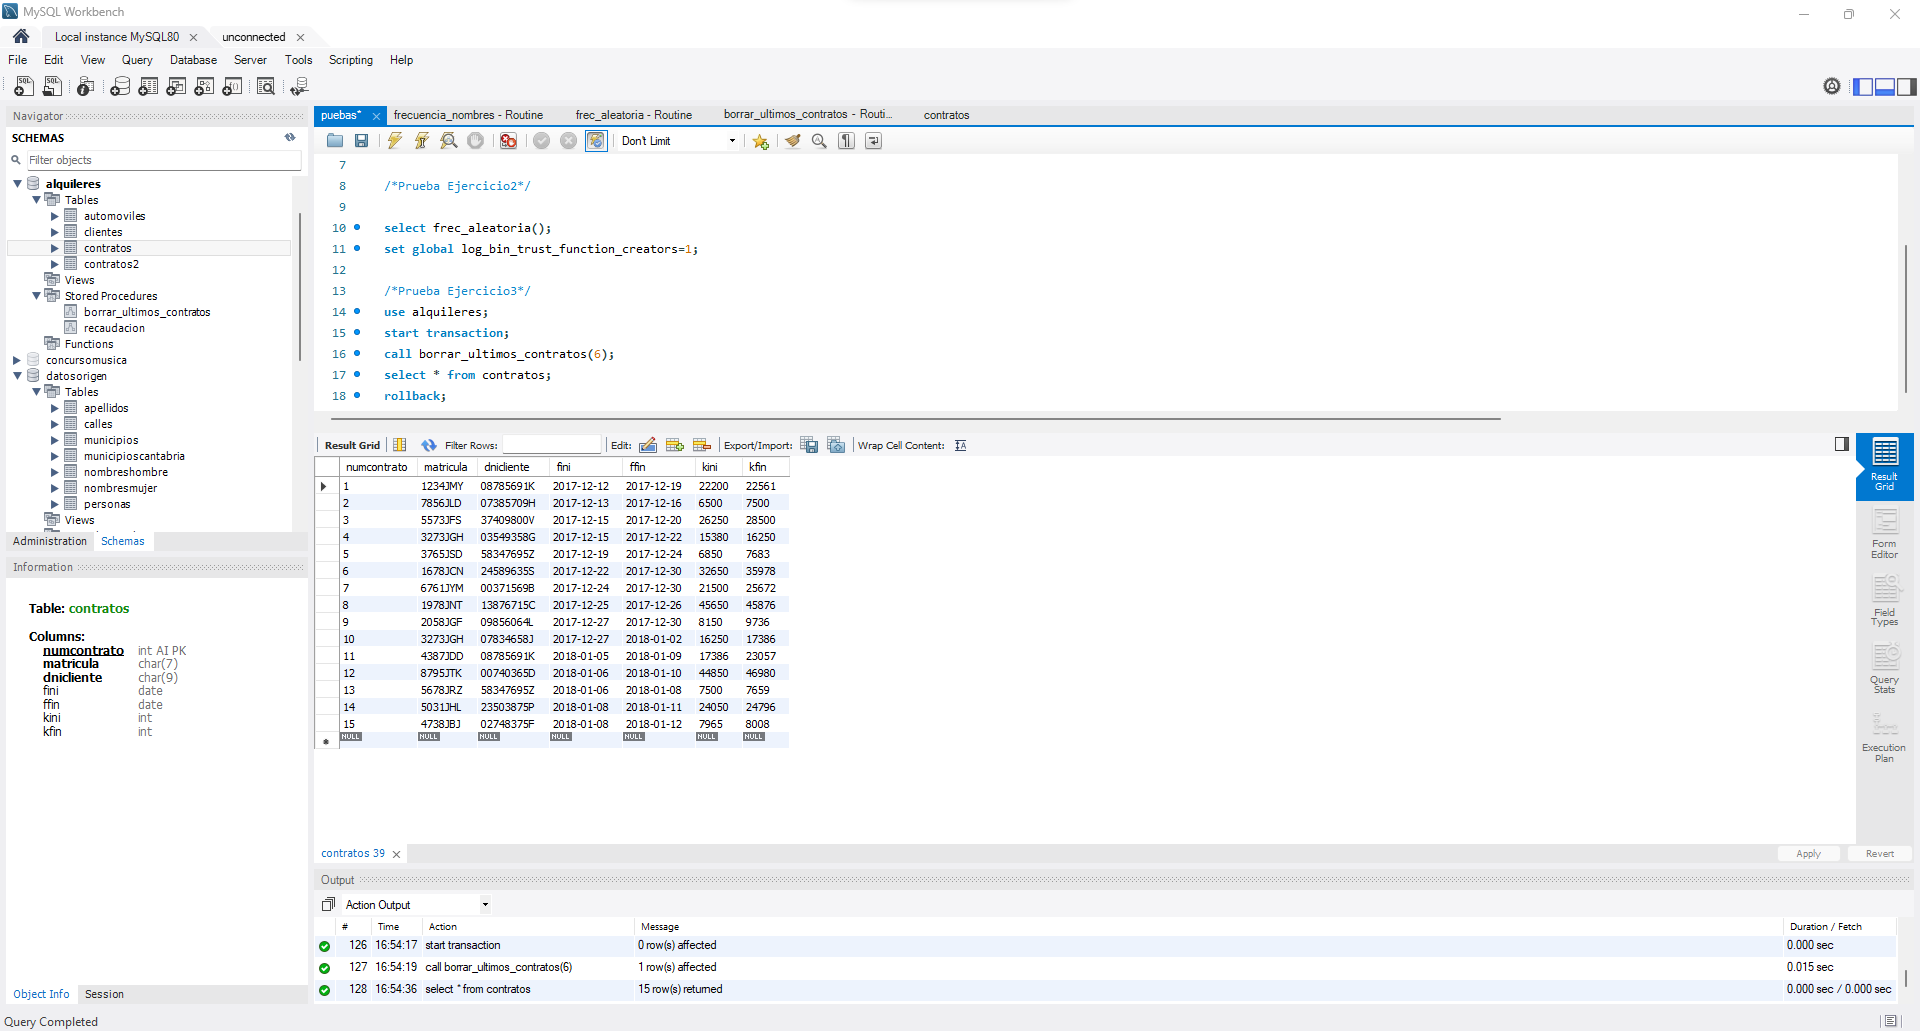 MySQL Workbench
Local instance MySQL80
unconnected
File Edit View Query Database Server Tools Scripting Help
Navigator
SCHEMAS
Filter objects
alquileres
Tables
automoviles
clientes
contratos
contratos2
Views
Stored Procedures
borrar_ultimos_contratos
recaudacion
Functions
concursomusica
datosorigen
Tables
apellidos
calles
municipios
municipioscantabria
nombreshombre
nombresmujer
personas
Views
Administration Schemas
Information
Table: contratos
Columns:
numcontrato int AI PK
matricula char(7)
dnicliente char(9)
fini date
ffin date
kini int
kfin int
Object Info Session
Query Completed
puebas* frecuencia_nombres - Routine frec_aleatoria - Routine borrar_ultimos_contratos - Routi... contratos
Don't Limit
7
8 /*Prueba Ejercicio2*/
9
10 select frec_aleatoria();
11 set global log_bin_trust_function_creators=1;
12
13 /*Prueba Ejercicio3*/
14 use alquileres;
15 start transaction;
16 call borrar_ultimos_contratos(6);
17 select * from contratos;
18 rollback;
Result Grid Filter Rows: Edit: Export/Import: Wrap Cell Content:
numcontrato matricula dnicliente fini ffin kini kfin
1 1234JMY 08785691K 2017-12-12 2017-12-19 22200 22561
2 7856JLD 07385709H 2017-12-13 2017-12-16 6500 7500
3 5573JFS 37409800V 2017-12-15 2017-12-20 26250 28500
4 3273JGH 03549358G 2017-12-15 2017-12-22 15380 16250
5 3765JSD 58347695Z 2017-12-19 2017-12-24 6850 7683
6 1678JCN 24589635S 2017-12-22 2017-12-30 32650 35978
7 6761JYM 00371569B 2017-12-24 2017-12-30 21500 25672
8 1978JNT 13876715C 2017-12-25 2017-12-26 45650 45876
9 2058JGF 09856064L 2017-12-27 2017-12-30 8150 9736
10 3273JGH 07834658J 2017-12-27 2018-01-02 16250 17386
11 4387JDD 08785691K 2018-01-05 2018-01-09 17386 23057
12 8795JTK 00740365D 2018-01-06 2018-01-10 44850 46980
13 5678JRZ 58347695Z 2018-01-06 2018-01-08 7500 7659
14 5031JHL 23503875P 2018-01-08 2018-01-11 24050 24796
15 4738JBJ 02748375F 2018-01-08 2018-01-12 7965 8008
NULL NULL NULL NULL NULL NULL NULL
Result
Grid
Form
Editor
Field
Types
Query
Stats
Execution
Plan
contratos 39
Apply Revert
Output
Action Output
# Time Action Message Duration / Fetch
126 16:54:17 start transaction 0 row(s) affected 0.000 sec
127 16:54:19 call borrar_ultimos_contratos(6) 1 row(s) affected 0.015 sec
128 16:54:36 select * from contratos 15 row(s) returned 0.000 sec / 0.000 sec